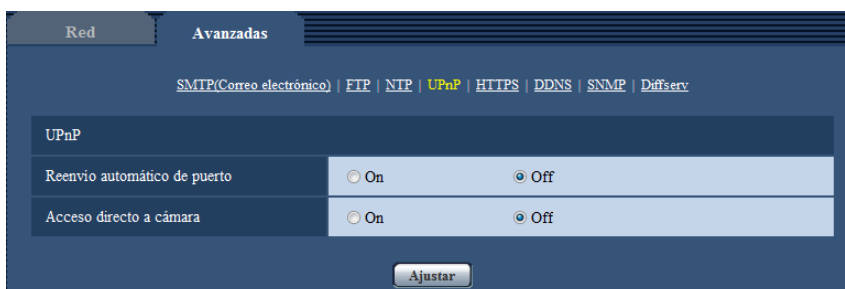 Red Avanzadas
SMTP(Correo electrónico) | FTP | NTP | UPnP | HTTPS | DDNS | SNMP | Diffserv
UPnP
Reenvío automático de puerto On Off
Acceso directo a cámara On Off
Ajustar